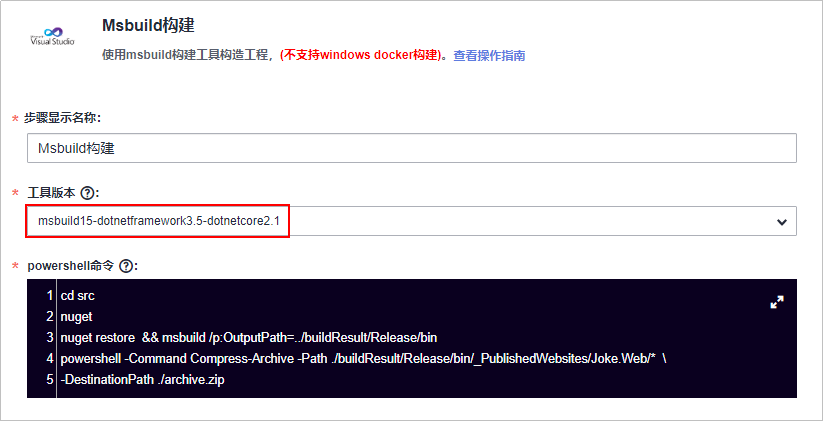 Msbuild构建
Visual Studio
使用msbuild构建工具构造工程，(不支持windows docker构建)。查看操作指南
* 步骤显示名称：
Msbuild构建
* 工具版本 ?：
msbuild15-dotnetframework3.5-dotnetcore2.1
* powershell命令 ?：
1 cd src
2 nuget
3 nuget restore && msbuild /p:OutputPath=../buildResult/Release/bin
4 powershell -Command Compress-Archive -Path ./buildResult/Release/bin/_PublishedWebsites/Joke.Web/* \
5 -DestinationPath ./archive.zip